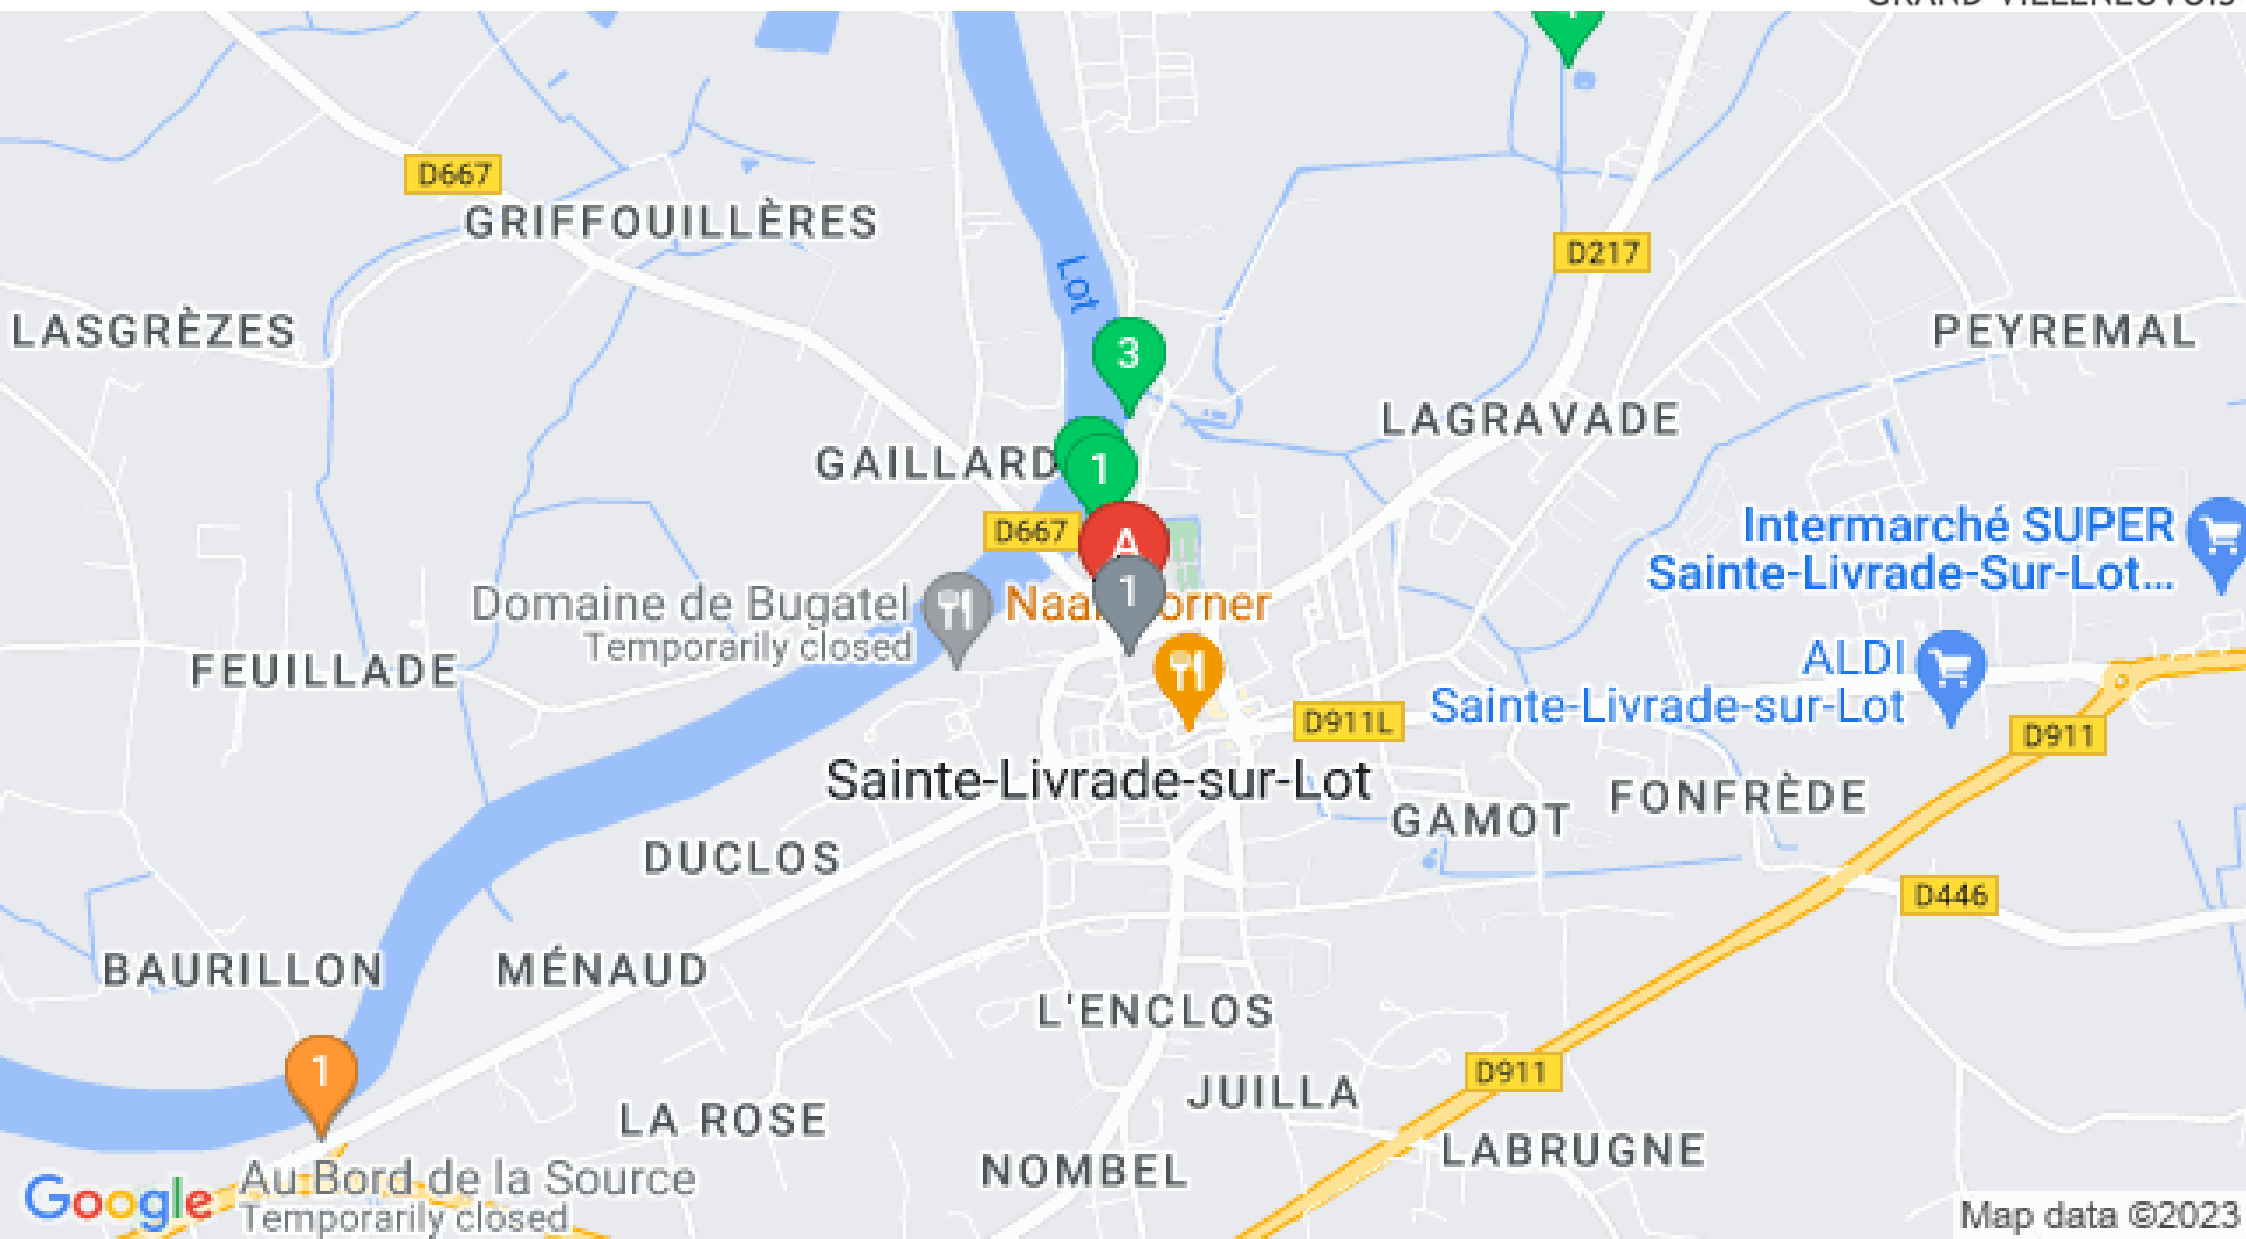 D667
GRIFFOUILLÈRES
D217
Lot
LASGRÈZES
PEYREMAL
3
LAGRAVADE
GAILLARD
1
D667
A
Intermarché SUPER
Sainte-Livrade-Sur-Lot...
Domaine de Bugatel
Temporarily closed
1
ALDI
Sainte-Livrade-sur-Lot
FEUILLADE
D911L
D911
Sainte-Livrade-sur-Lot
FONFRÈDE
GAMOT
DUCLOS
D446
BAURILLON
MÉNAUD
L'ENCLOS
1
D911
JUILLA
LA ROSE
LABRUGNE
NOMBEL
Au Bord de la Source
Temporarily closed
Google
Map data ©2023